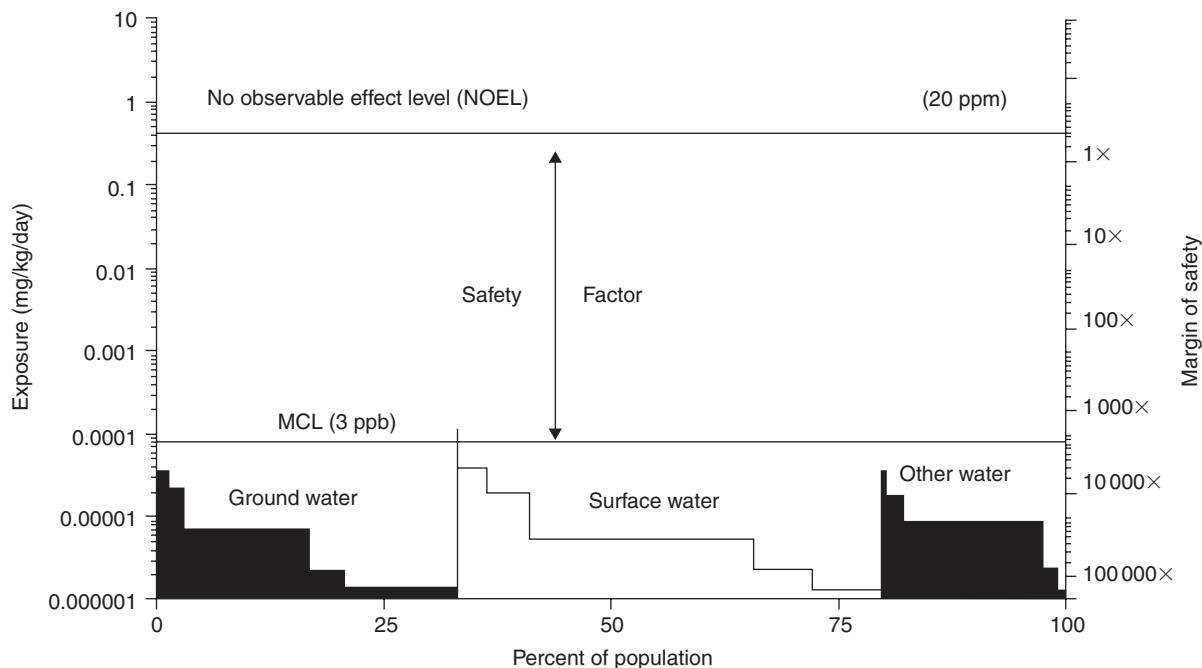 10
1
0.1
0.01
0.001
0.0001
0.00001
0.000001
Exposure (mg/kg/day)
No observable effect level (NOEL)
(20 ppm)
Safety
Factor
MCL (3 ppb)
Ground water
Surface water
Other water
1×
10×
100×
1 000×
10 000×
100 000×
Margin of safety
0
25
50
75
100
Percent of population